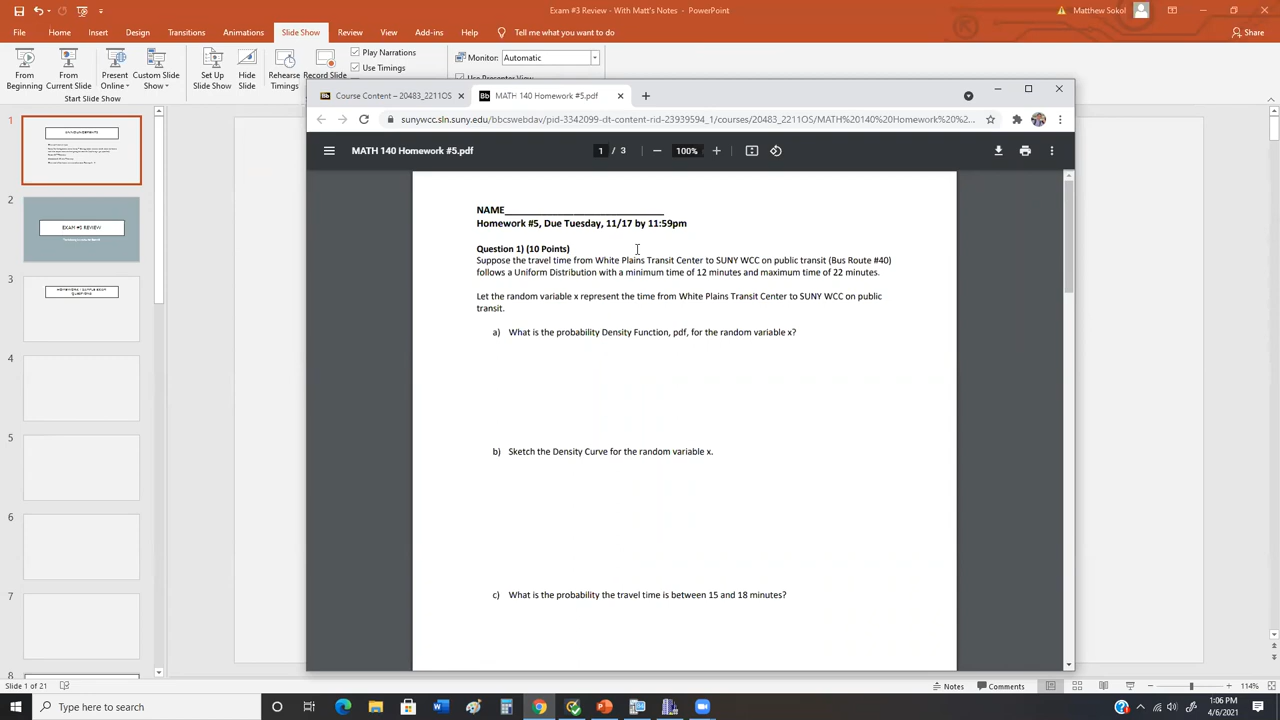 Exam #3 Review - With Matt's Notes - PowerPoint
Matthew Sokol
File Home Insert Design Transitions Animations Slide Show Review View Add-ins Help Tell me what you want to do Share
From Beginning
From Current Slide
Present Online
Custom Slide Show
Set Up Slide Show
Hide Slide
Rehearse Timings
Record Slide Show
Play Narrations
Use Timings
Monitor: Automatic
Start Slide Show
Course Content – 20483_2211OS
MATH 140 Homework #5.pdf
sunywcc.sln.suny.edu/bbcswebdav/pid-3342099-dt-content-rid-23939594_1/courses/20483_2211OS/MATH%20140%20Homework%20%2...
MATH 140 Homework #5.pdf
1 / 3
100%
1
2
EXAM #3 REVIEW
3
4
5
6
7
8
NAME
Homework #5, Due Tuesday, 11/17 by 11:59pm
Question 1) (10 Points)
Suppose the travel time from White Plains Transit Center to SUNY WCC on public transit (Bus Route #40)
follows a Uniform Distribution with a minimum time of 12 minutes and maximum time of 22 minutes.
Let the random variable x represent the time from White Plains Transit Center to SUNY WCC on public
transit.
a) What is the probability Density Function, pdf, for the random variable x?
b) Sketch the Density Curve for the random variable x.
c) What is the probability the travel time is between 15 and 18 minutes?
Slide 1 of 21
Notes
Comments
114%
Type here to search
1:06 PM
4/6/2021